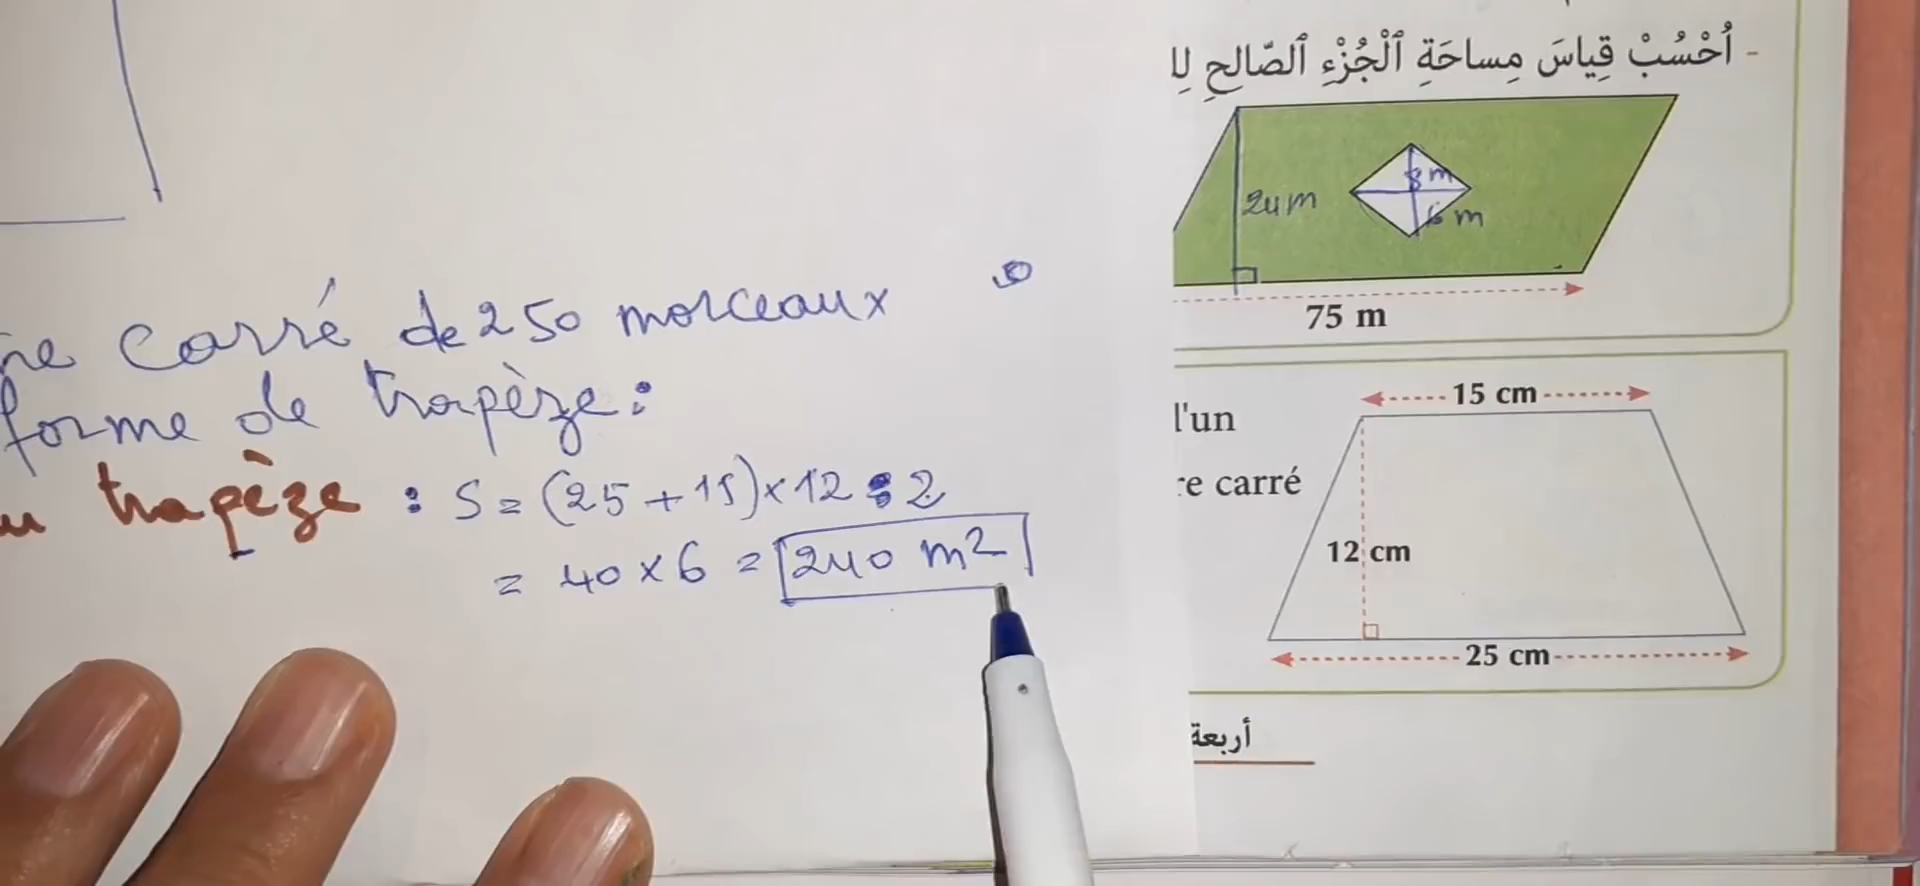 ne carré de 250 morceaux
forme de trapèze:
u trapèze : S = (25 + 15) × 12 : 2
= 40 × 6 = 240 m²
- أُحْسُبْ قِياسَ مِساحَةِ ٱلْجُزْءِ ٱلصّالِحِ لِل
24 m
8 m
6 m
75 m
15 cm
l'un
re carré
12 cm
25 cm
أربعة